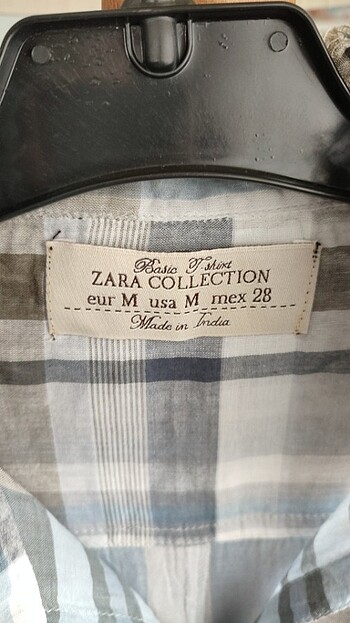 Basic T shirt
ZARA COLLECTION
eur M usa M mex 28
Made in India